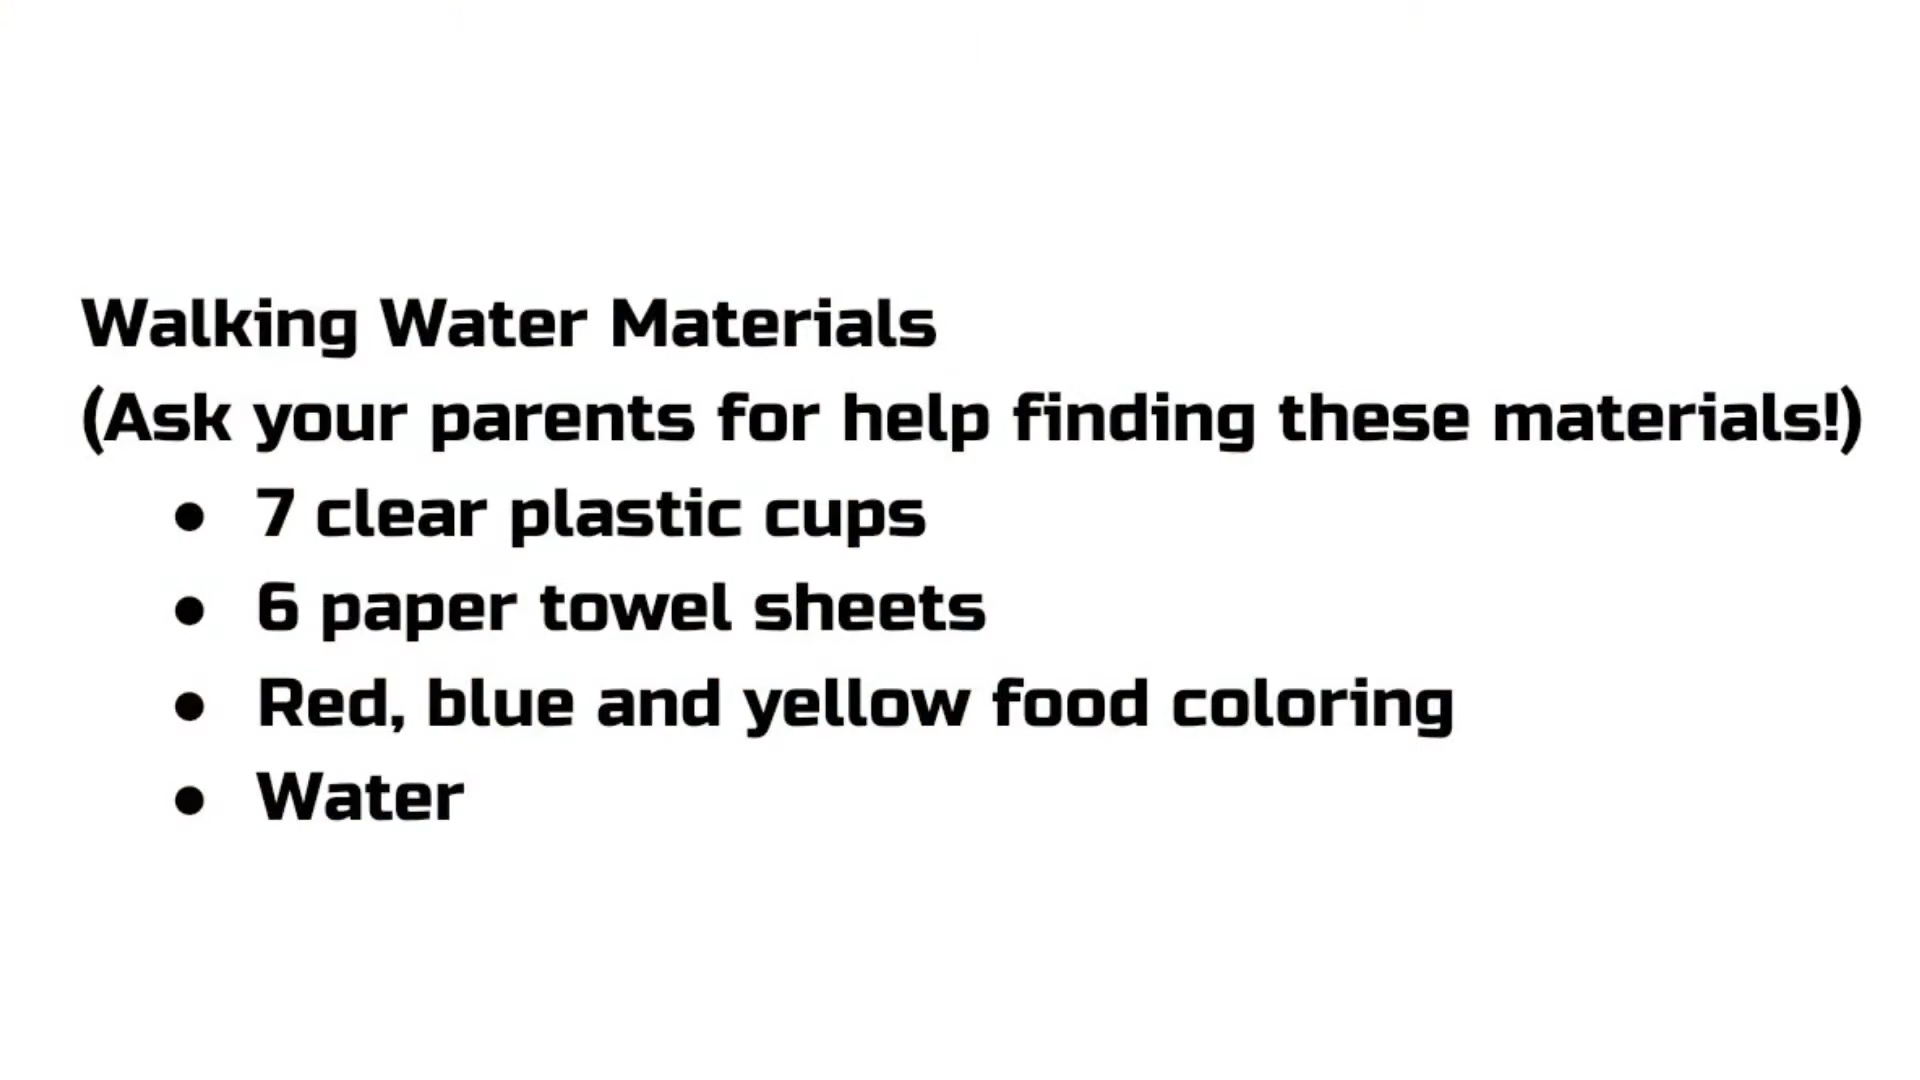 Walking Water Materials
(Ask your parents for help finding these materials!)
● 7 clear plastic cups
● 6 paper towel sheets
● Red, blue and yellow food coloring
● Water